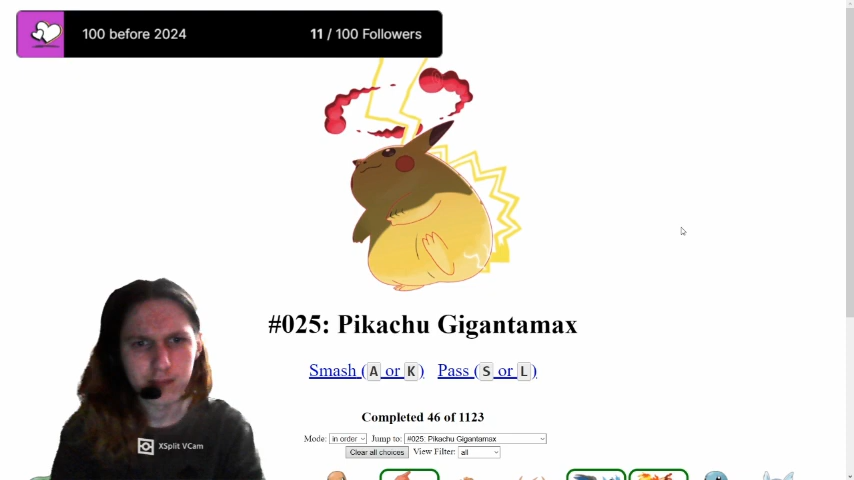 100 before 2024 11 / 100 Followers
#025: Pikachu Gigantamax
Smash (A or K) Pass (S or L)
Completed 46 of 1123
Mode: in order Jump to: #025: Pikachu Gigantamax
Clear all choices View Filter: all
XSplit VCam